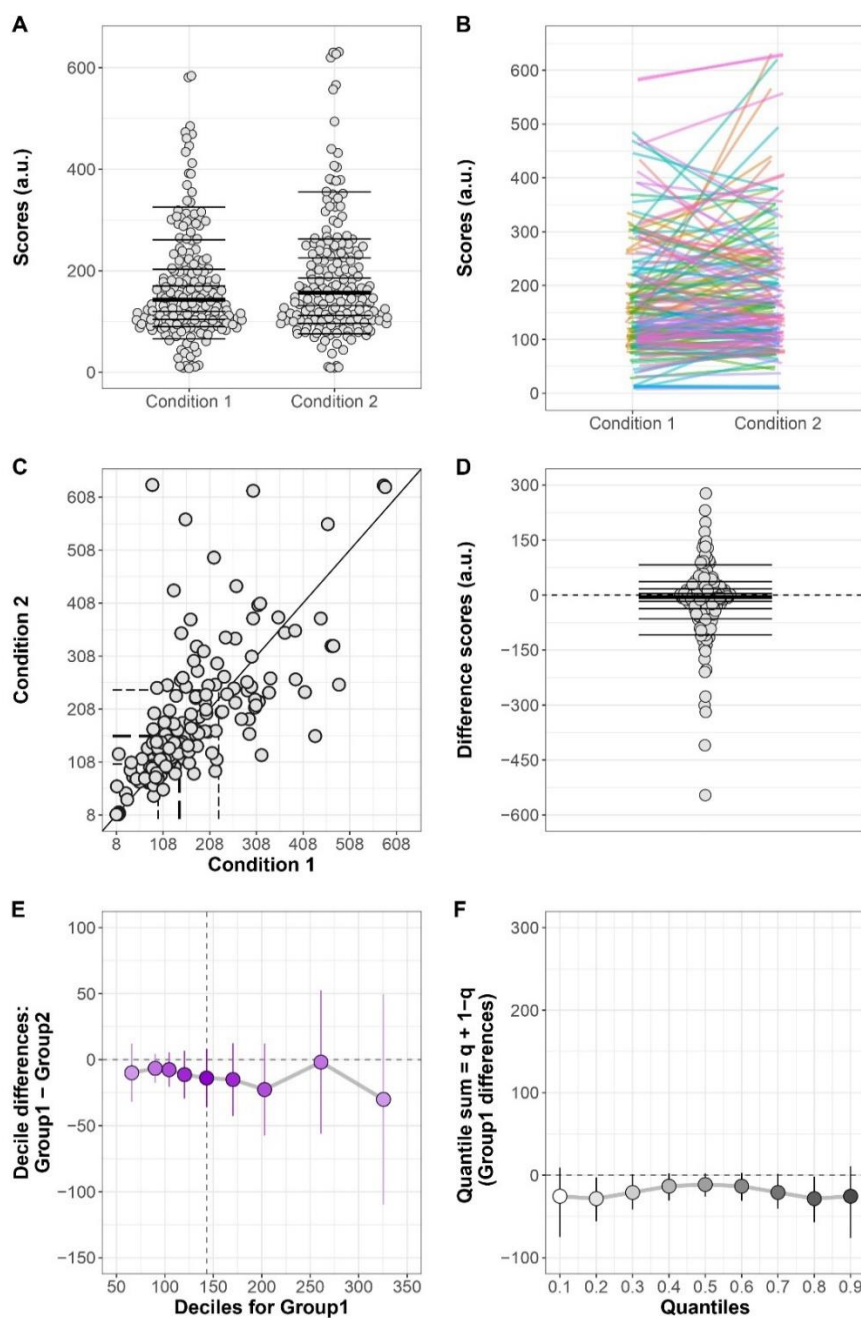 A
Scores (a.u.)
600
400
200
0
Condition 1 Condition 2
B
Scores (a.u.)
600
500
400
300
200
100
0
Condition 1 Condition 2
C
Condition 2
608
508
408
308
208
108
8
8 108 208 308 408 508 608
Condition 1
D
Difference scores (a.u.)
300
150
0
−150
−300
−450
−600
E
Decile differences:
Group1 − Group2
100
50
0
−50
−100
−150
50 100 150 200 250 300 350
Deciles for Group1
F
Quantile sum = q + 1−q
(Group1 differences)
300
200
100
0
−100
0.1 0.2 0.3 0.4 0.5 0.6 0.7 0.8 0.9
Quantiles